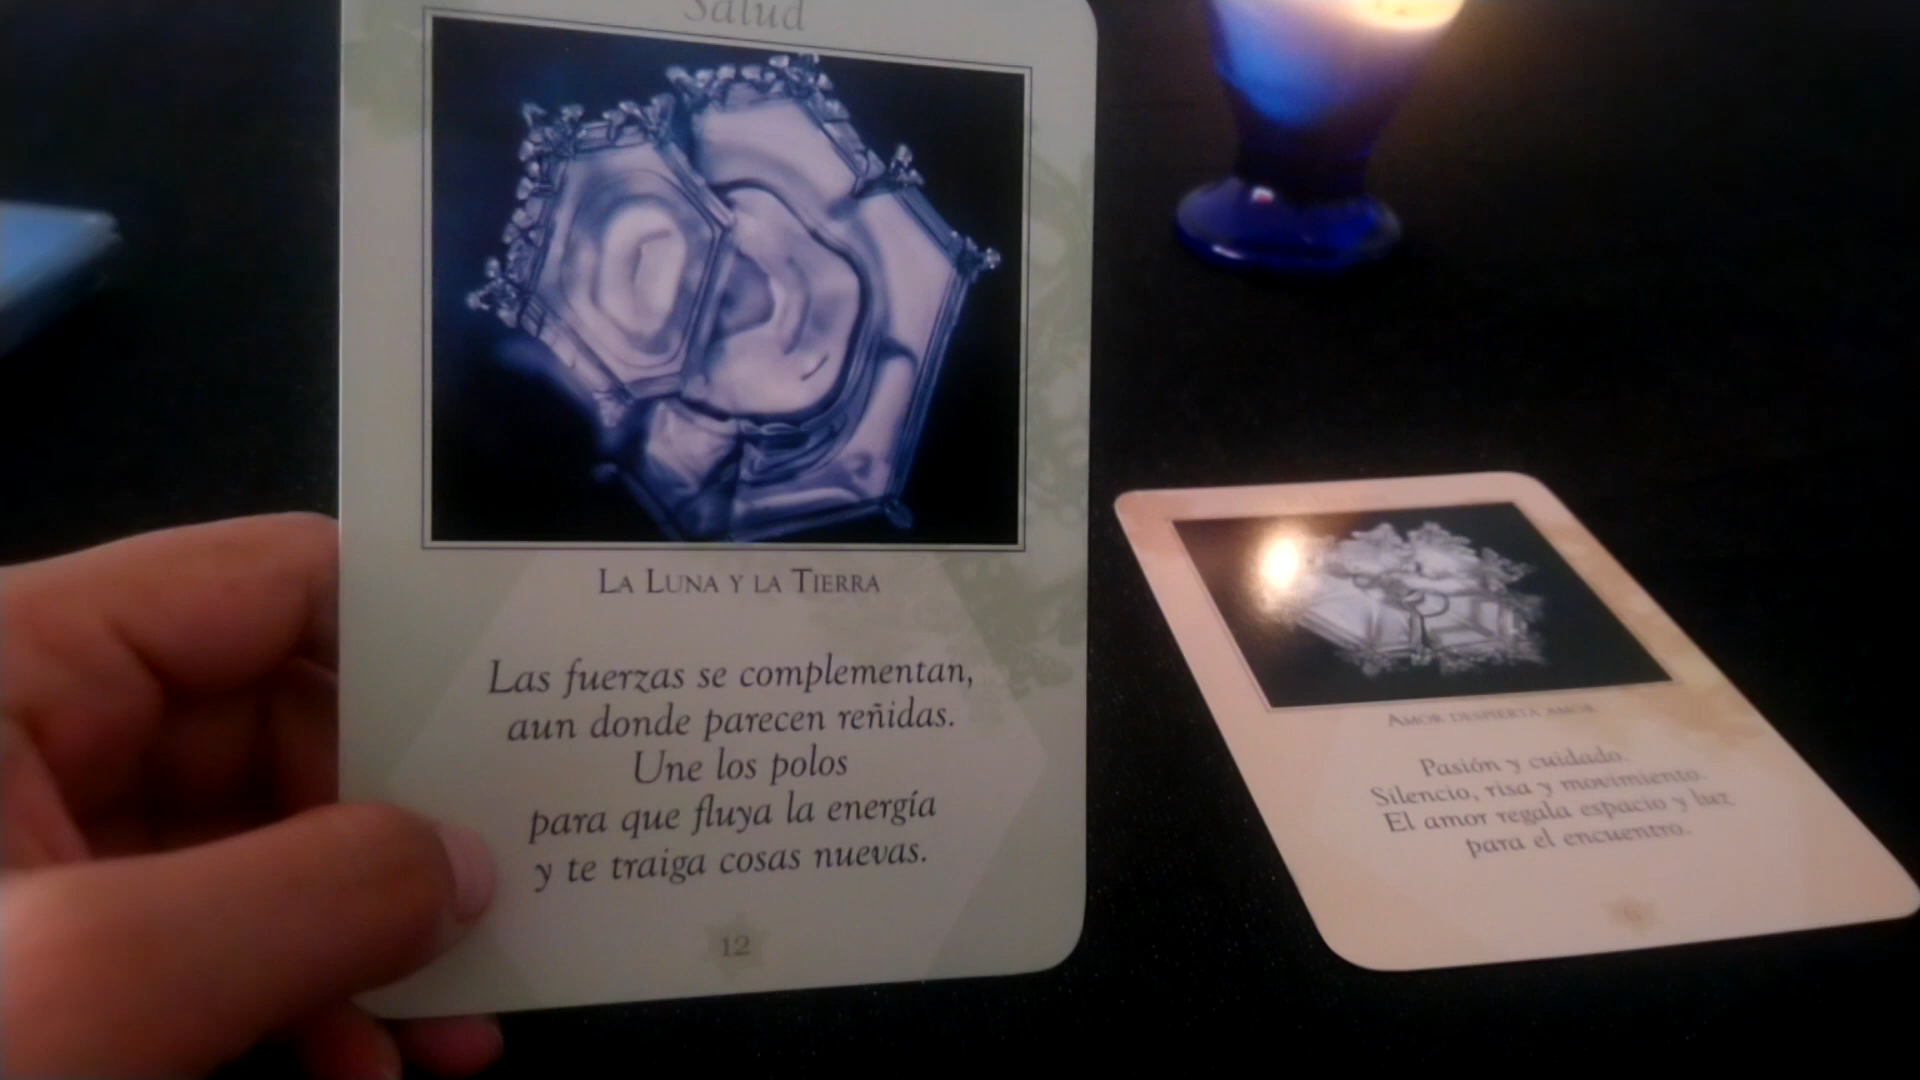 Salud
LA LUNA Y LA TIERRA
Las fuerzas se complementan,
aun donde parecen reñidas.
Une los polos
para que fluya la energía
y te traiga cosas nuevas.
12
AMOR DESPIERTA AMOR
Pasión y cuidado.
Silencio, risa y movimiento.
El amor regala espacio y luz
para el encuentro.